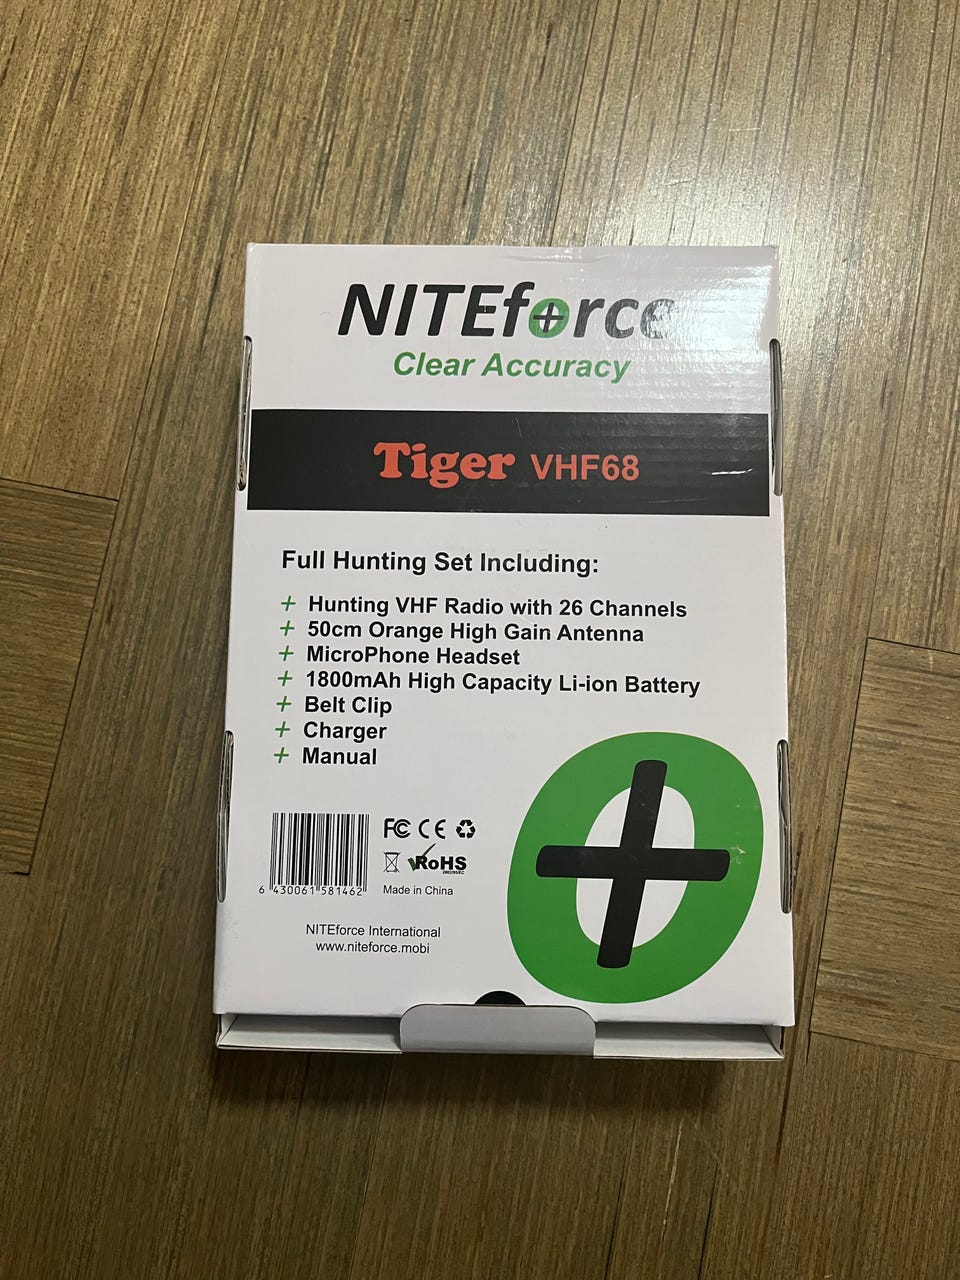 NITEforce
Clear Accuracy
Tiger VHF68
Full Hunting Set Including:
+ Hunting VHF Radio with 26 Channels
+ 50cm Orange High Gain Antenna
+ MicroPhone Headset
+ 1800mAh High Capacity Li-ion Battery
+ Belt Clip
+ Charger
+ Manual
FC CE
RoHS
6 430061 581462
Made in China
NITEforce International
www.niteforce.mobi